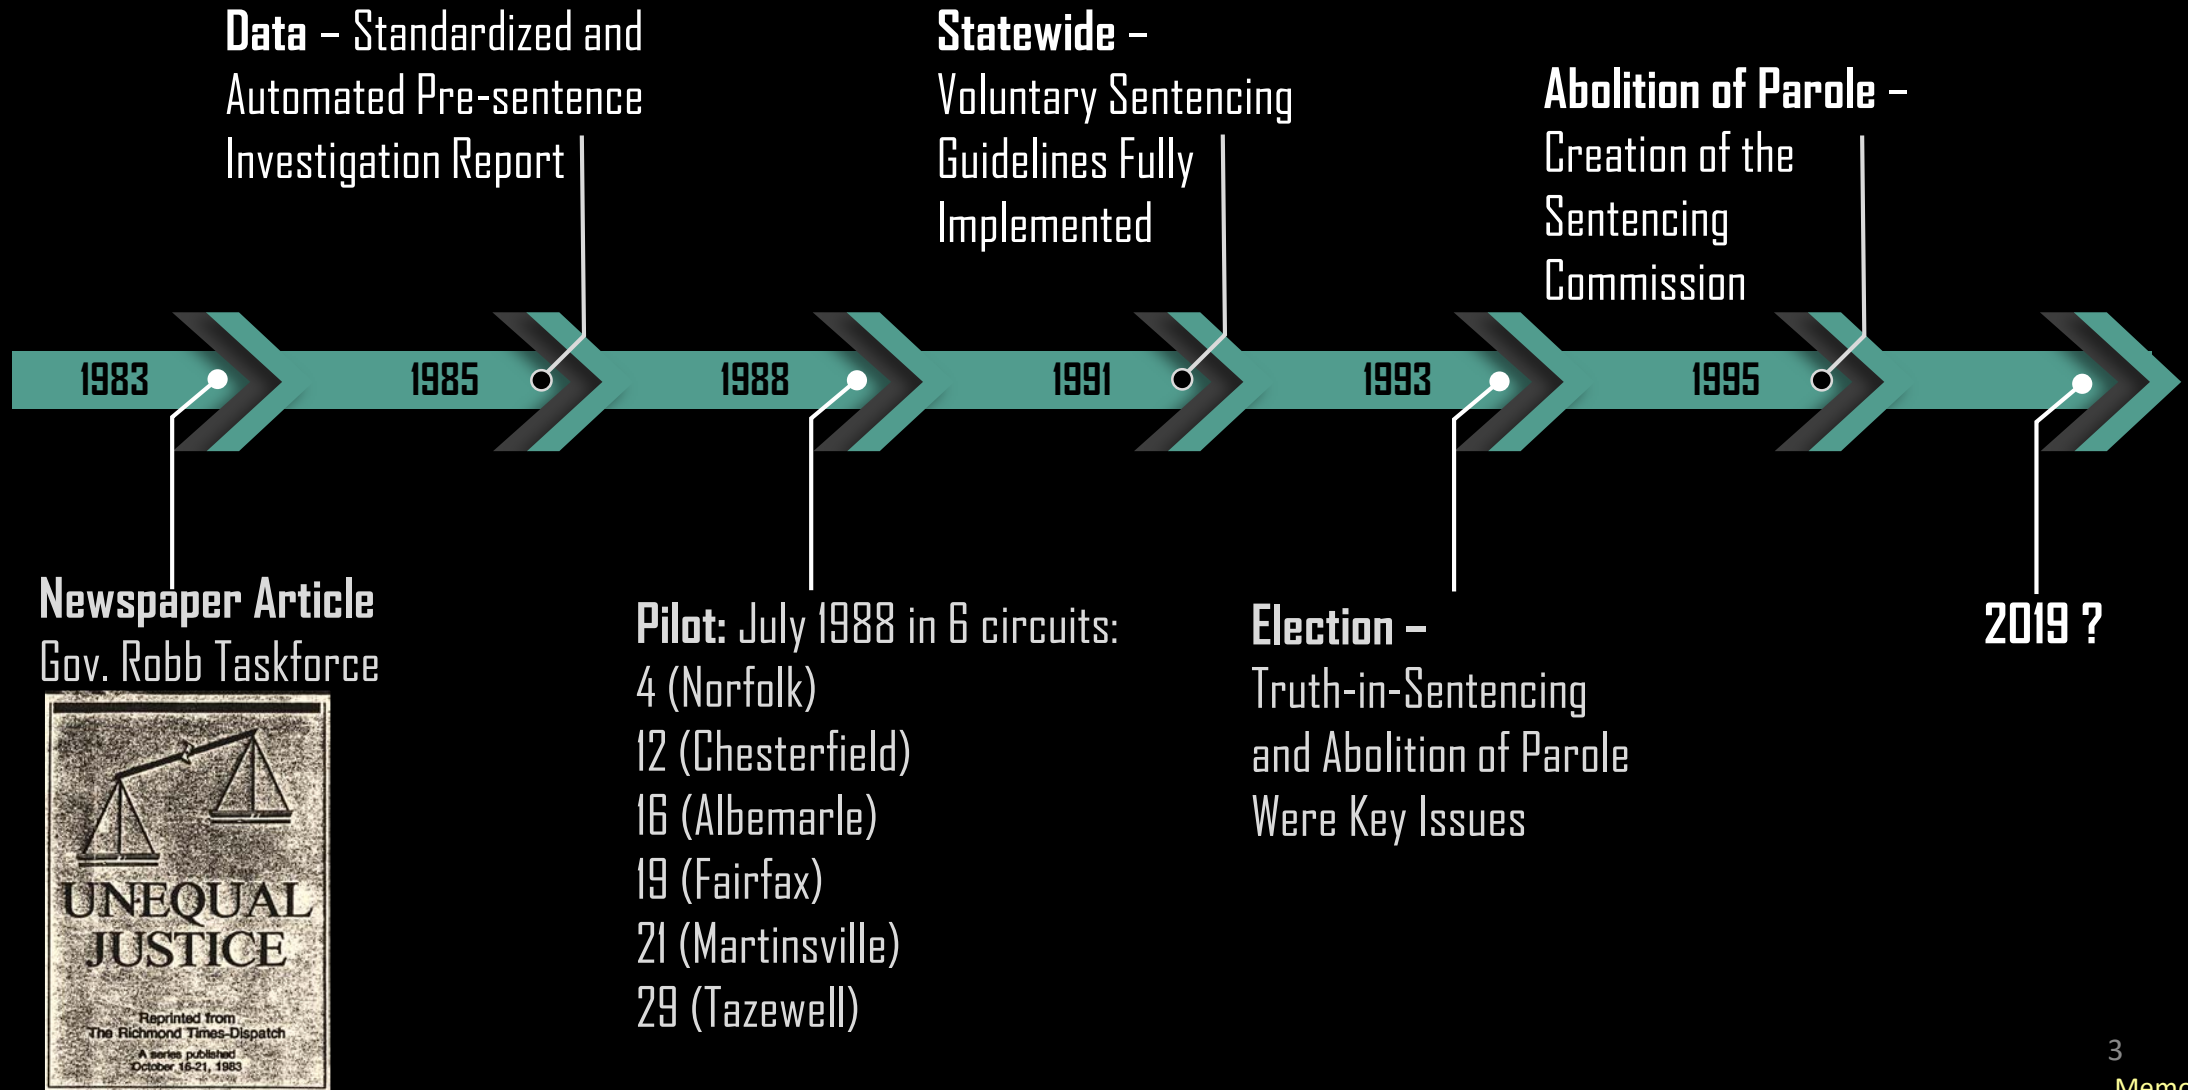 Data – Standardized and
Automated Pre-sentence
Investigation Report
Statewide –
Voluntary Sentencing
Guidelines Fully
Implemented
Abolition of Parole –
Creation of the
Sentencing
Commission
1983
1985
1988
1991
1993
1995
Newspaper Article
Gov. Robb Taskforce
UNEQUAL
JUSTICE
Reprinted from
The Richmond Times-Dispatch
A series published
October 16-21, 1983
Pilot: July 1988 in 6 circuits:
4 (Norfolk)
12 (Chesterfield)
16 (Albemarle)
19 (Fairfax)
21 (Martinsville)
29 (Tazewell)
Election –
Truth-in-Sentencing
and Abolition of Parole
Were Key Issues
2019 ?
3